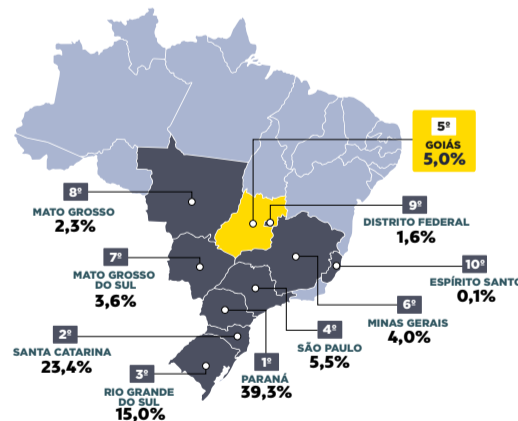 5º
GOIÁS
5,0%
8º
MATO GROSSO
2,3%
9º
DISTRITO FEDERAL
1,6%
7º
MATO GROSSO
DO SUL
3,6%
10º
ESPÍRITO SANTO
0,1%
6º
MINAS GERAIS
4,0%
2º
SANTA CATARINA
23,4%
4º
SÃO PAULO
5,5%
1º
PARANÁ
39,3%
3º
RIO GRANDE
DO SUL
15,0%